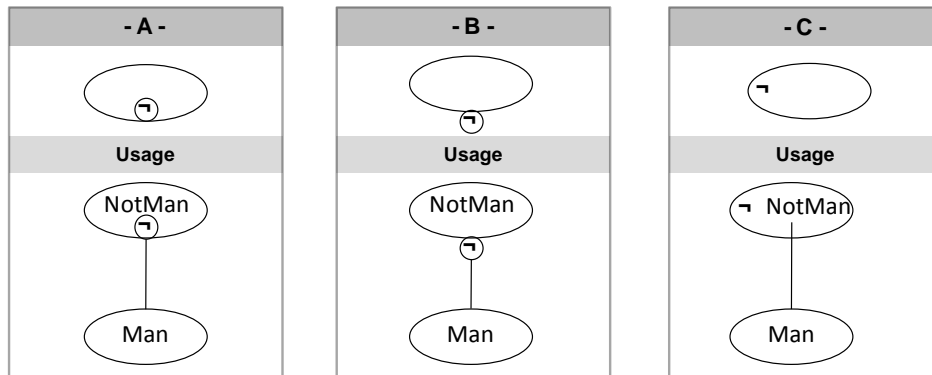 - A -
¬
Usage
NotMan
¬
Man
- B -
¬
Usage
NotMan
¬
Man
- C -
¬
Usage
¬ NotMan
Man